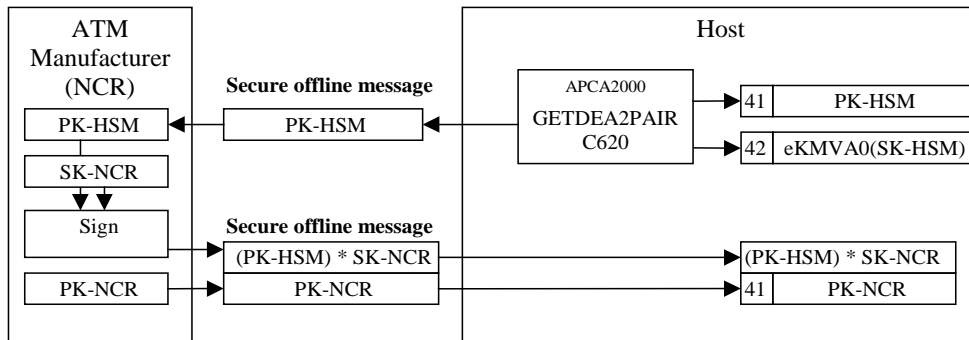 ATM
Manufacturer
(NCR)
Host
Secure offline message
APCA2000
GETDEA2PAIR
C620
PK-HSM
PK-HSM
41 PK-HSM
42 eKMVA0(SK-HSM)
SK-NCR
Sign
Secure offline message
(PK-HSM) * SK-NCR
(PK-HSM) * SK-NCR
PK-NCR
PK-NCR
41 PK-NCR